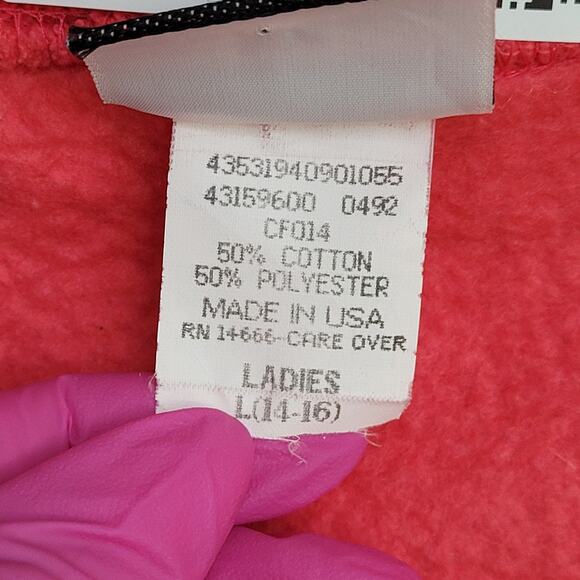 43531940901055
43159600 0492
CF014
50% COTTON
50% POLYESTER
MADE IN USA
RN 14666-CARE OVER
LADIES
L(14-16)